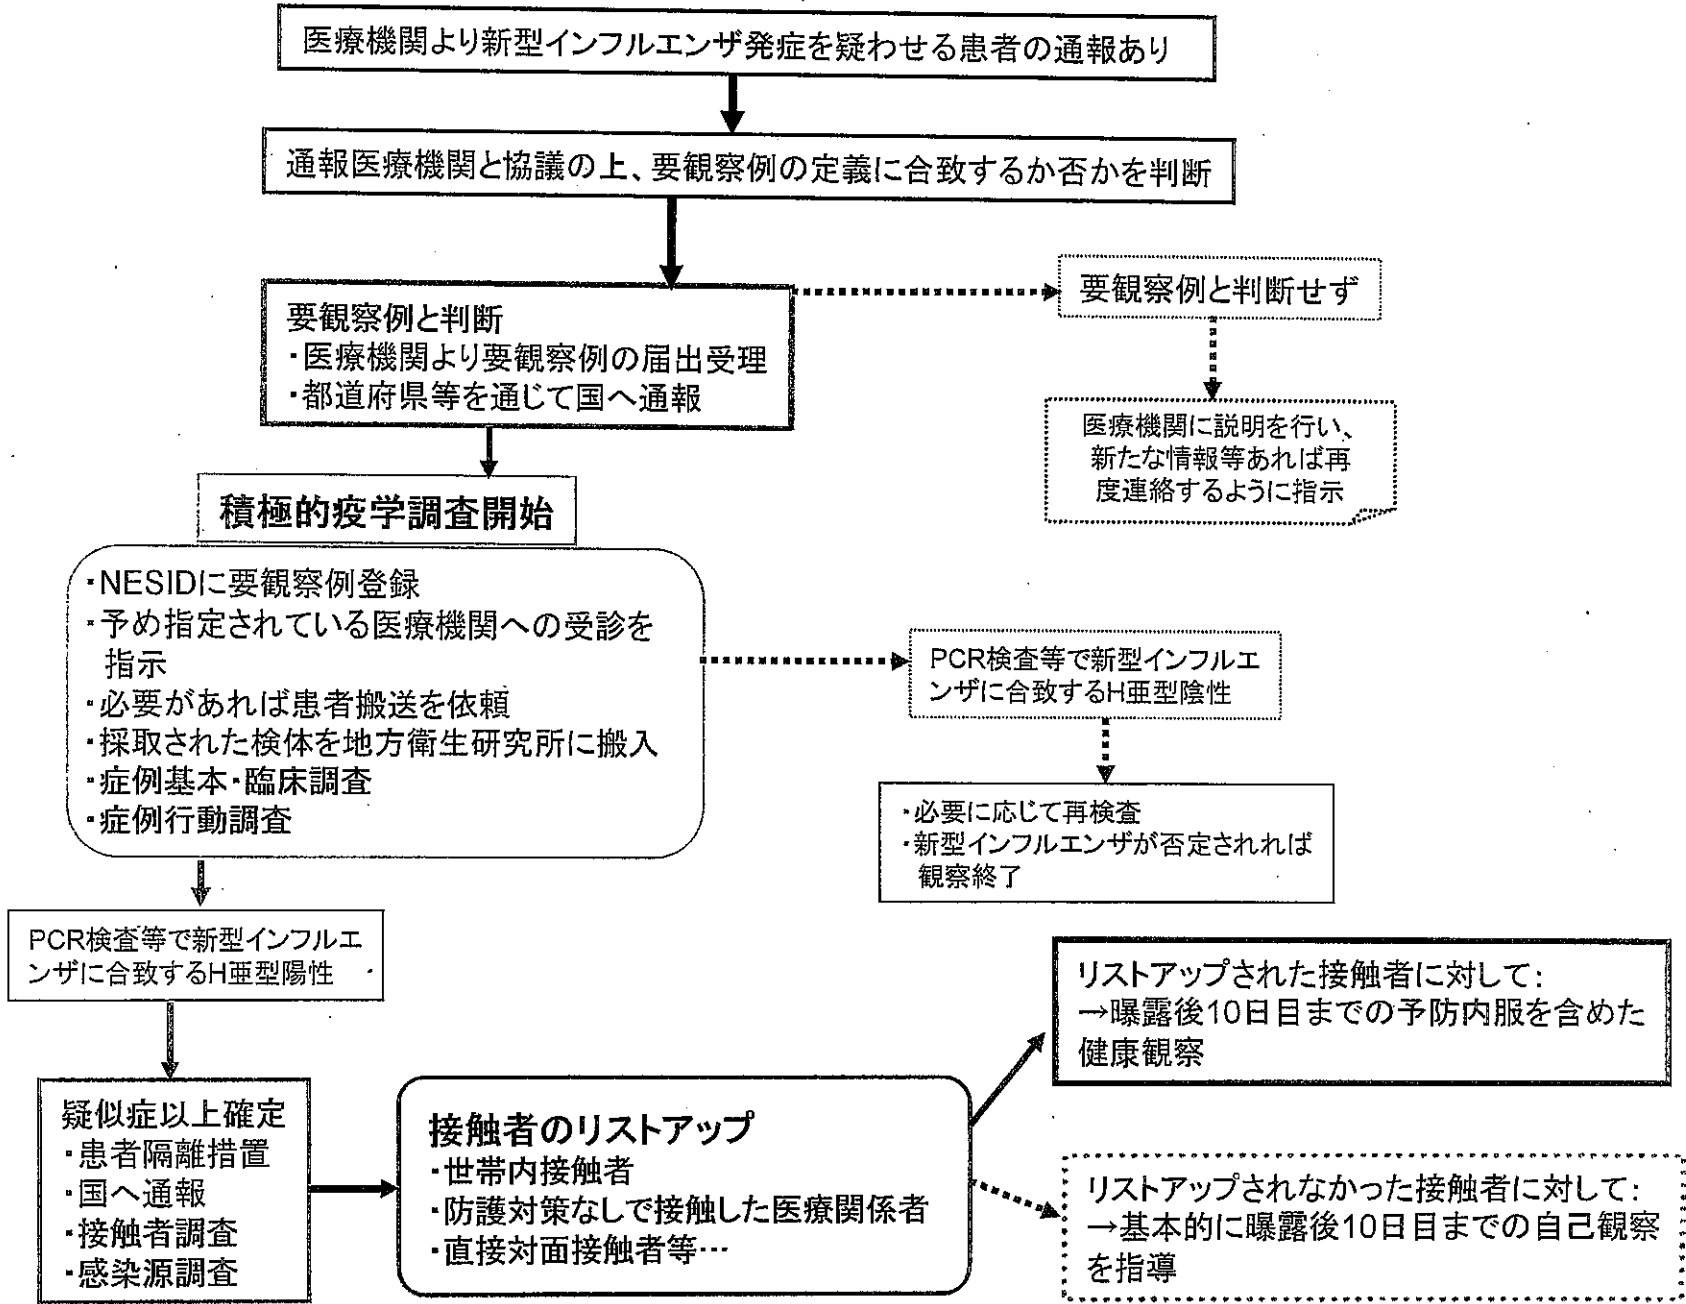 医療機関より新型インフルエンザ発症を疑わせる患者の通報あり
通報医療機関と協議の上、要観察例の定義に合致するか否かを判断
要観察例と判断
・医療機関より要観察例の届出受理
・都道府県等を通じて国へ通報
要観察例と判断せず
医療機関に説明を行い、
新たな情報等あれば再
度連絡するように指示
積極的疫学調査開始
・NESIDに要観察例登録
・予め指定されている医療機関への受診を
指示
・必要があれば患者搬送を依頼
・採取された検体を地方衛生研究所に搬入
・症例基本・臨床調査
・症例行動調査
PCR検査等で新型インフルエ
ンザに合致するH亜型陰性
・必要に応じて再検査
・新型インフルエンザが否定されれば
観察終了
PCR検査等で新型インフルエ
ンザに合致するH亜型陽性
疑似症以上確定
・患者隔離措置
・国へ通報
・接触者調査
・感染源調査
接触者のリストアップ
・世帯内接触者
・防護対策なしで接触した医療関係者
・直接対面接触者等…
リストアップされた接触者に対して:
→曝露後10日目までの予防内服を含めた
健康観察
リストアップされなかった接触者に対して:
→基本的に曝露後10日目までの自己観察
を指導